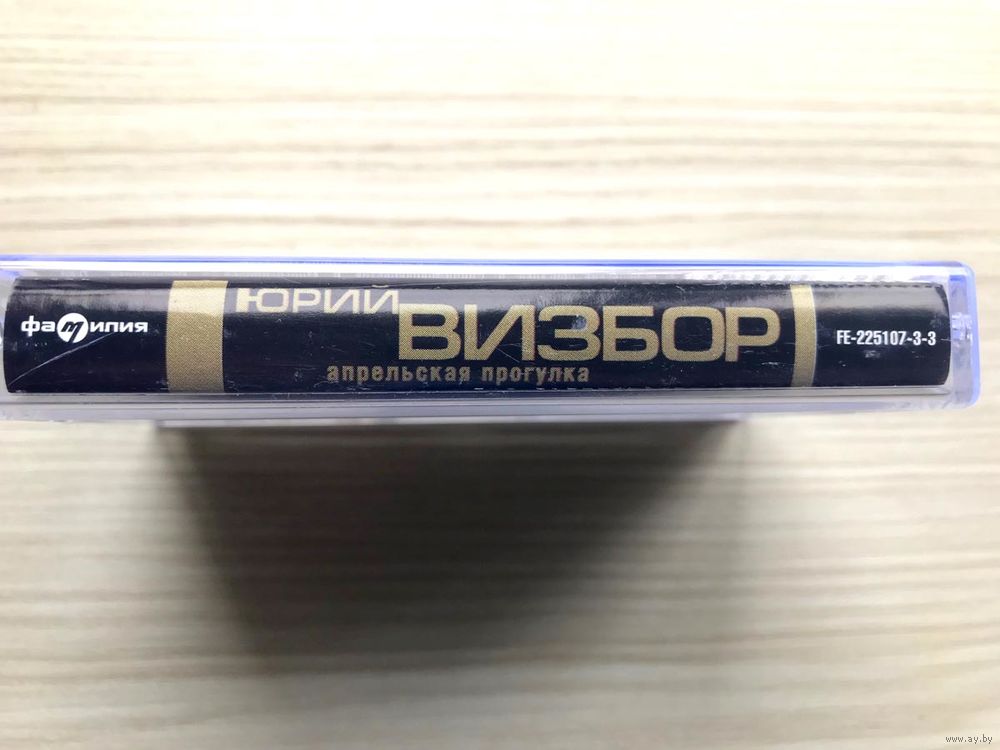 фамилия
ЮРИЙ
ВИЗБОР
апрельская прогулка
FE-225107-3-3
www.ay.by